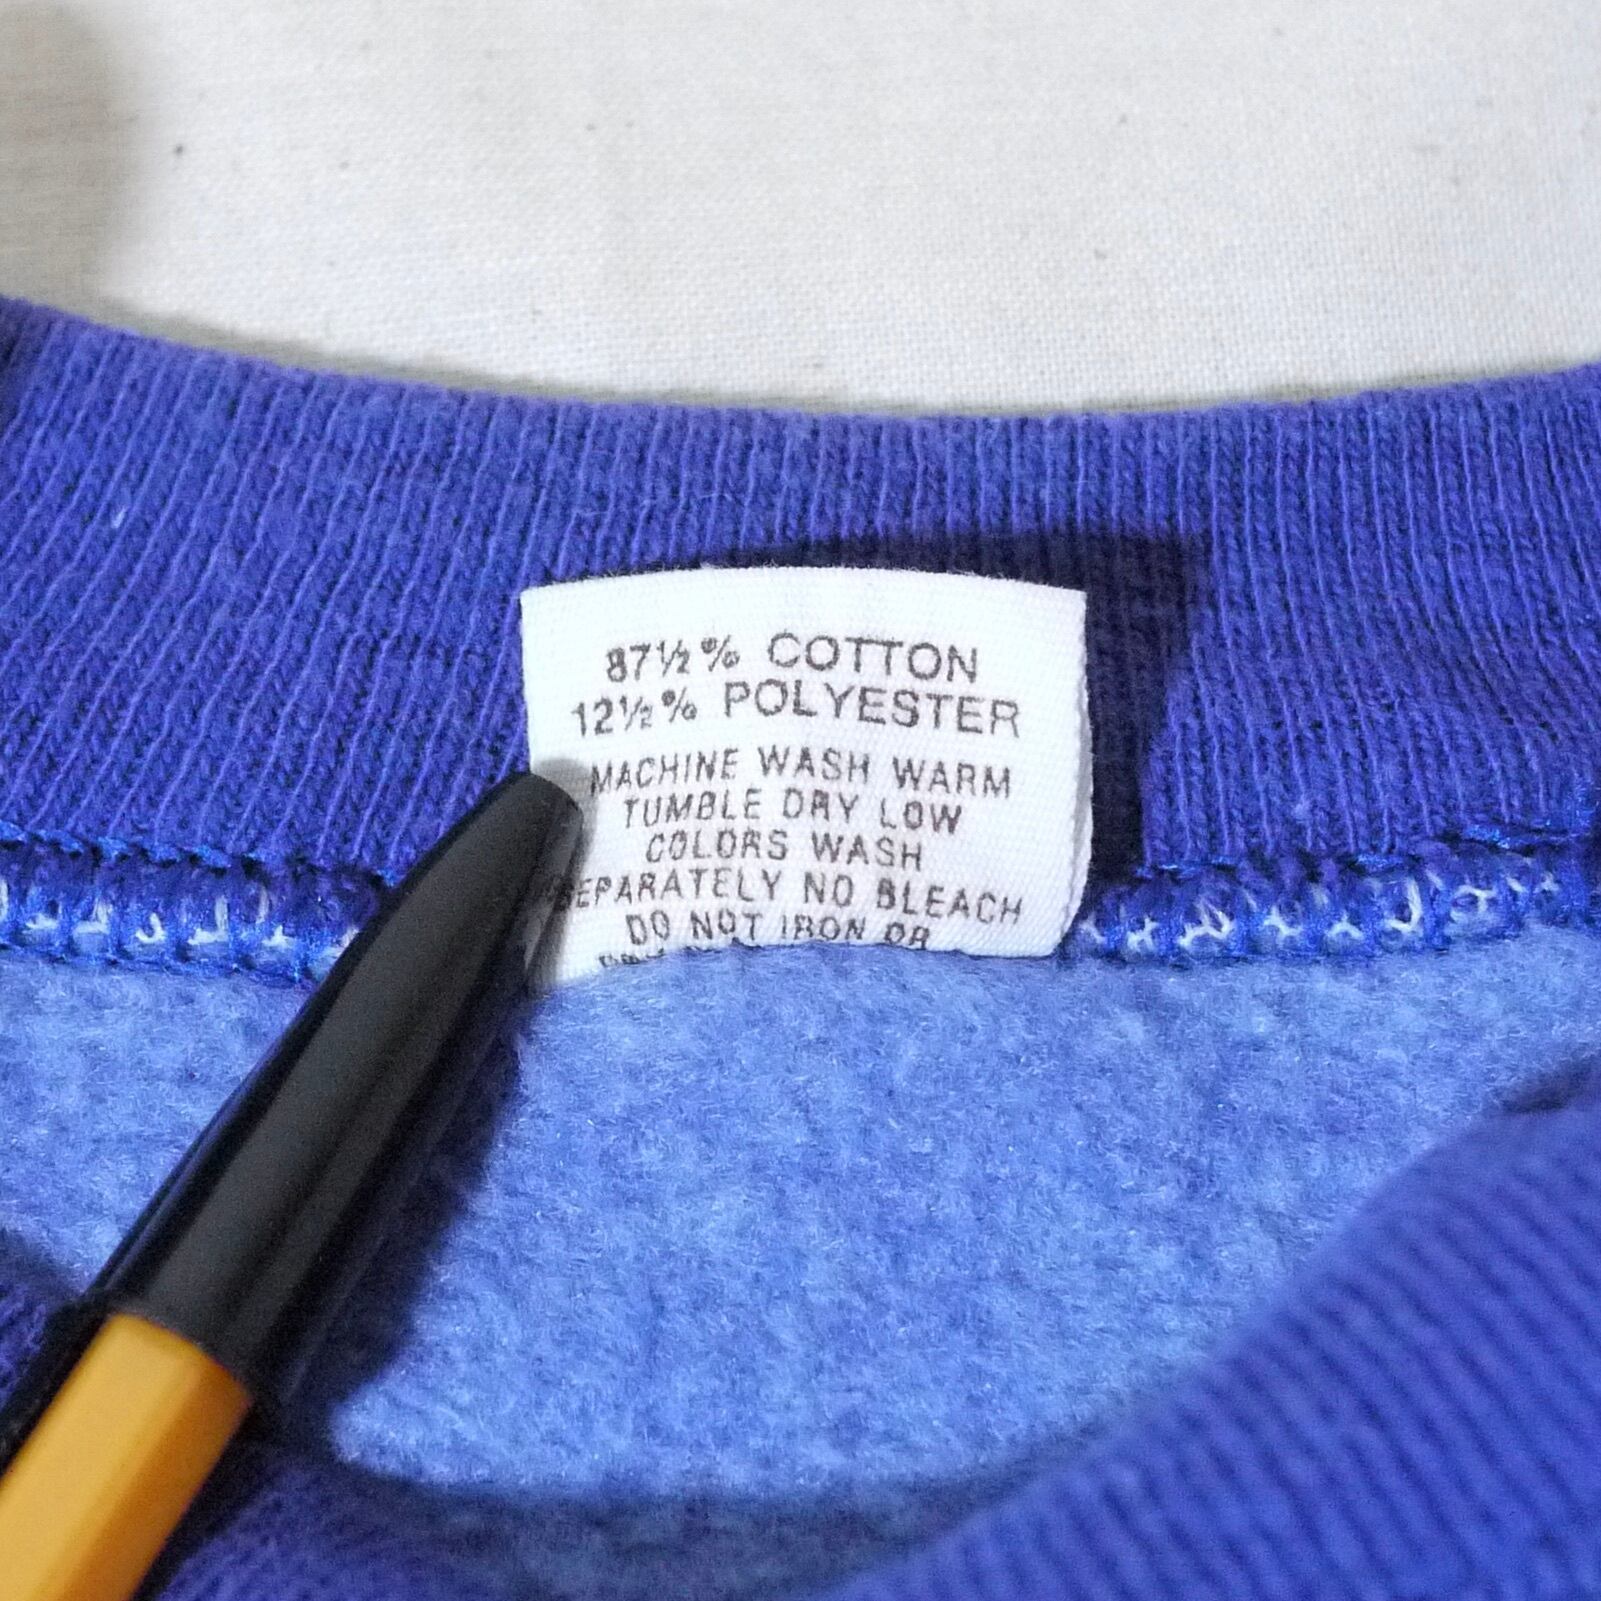 87½% COTTON
12½% POLYESTER
MACHINE WASH WARM
TUMBLE DRY LOW
COLORS WASH
SEPARATELY NO BLEACH
DO NOT IRON OR